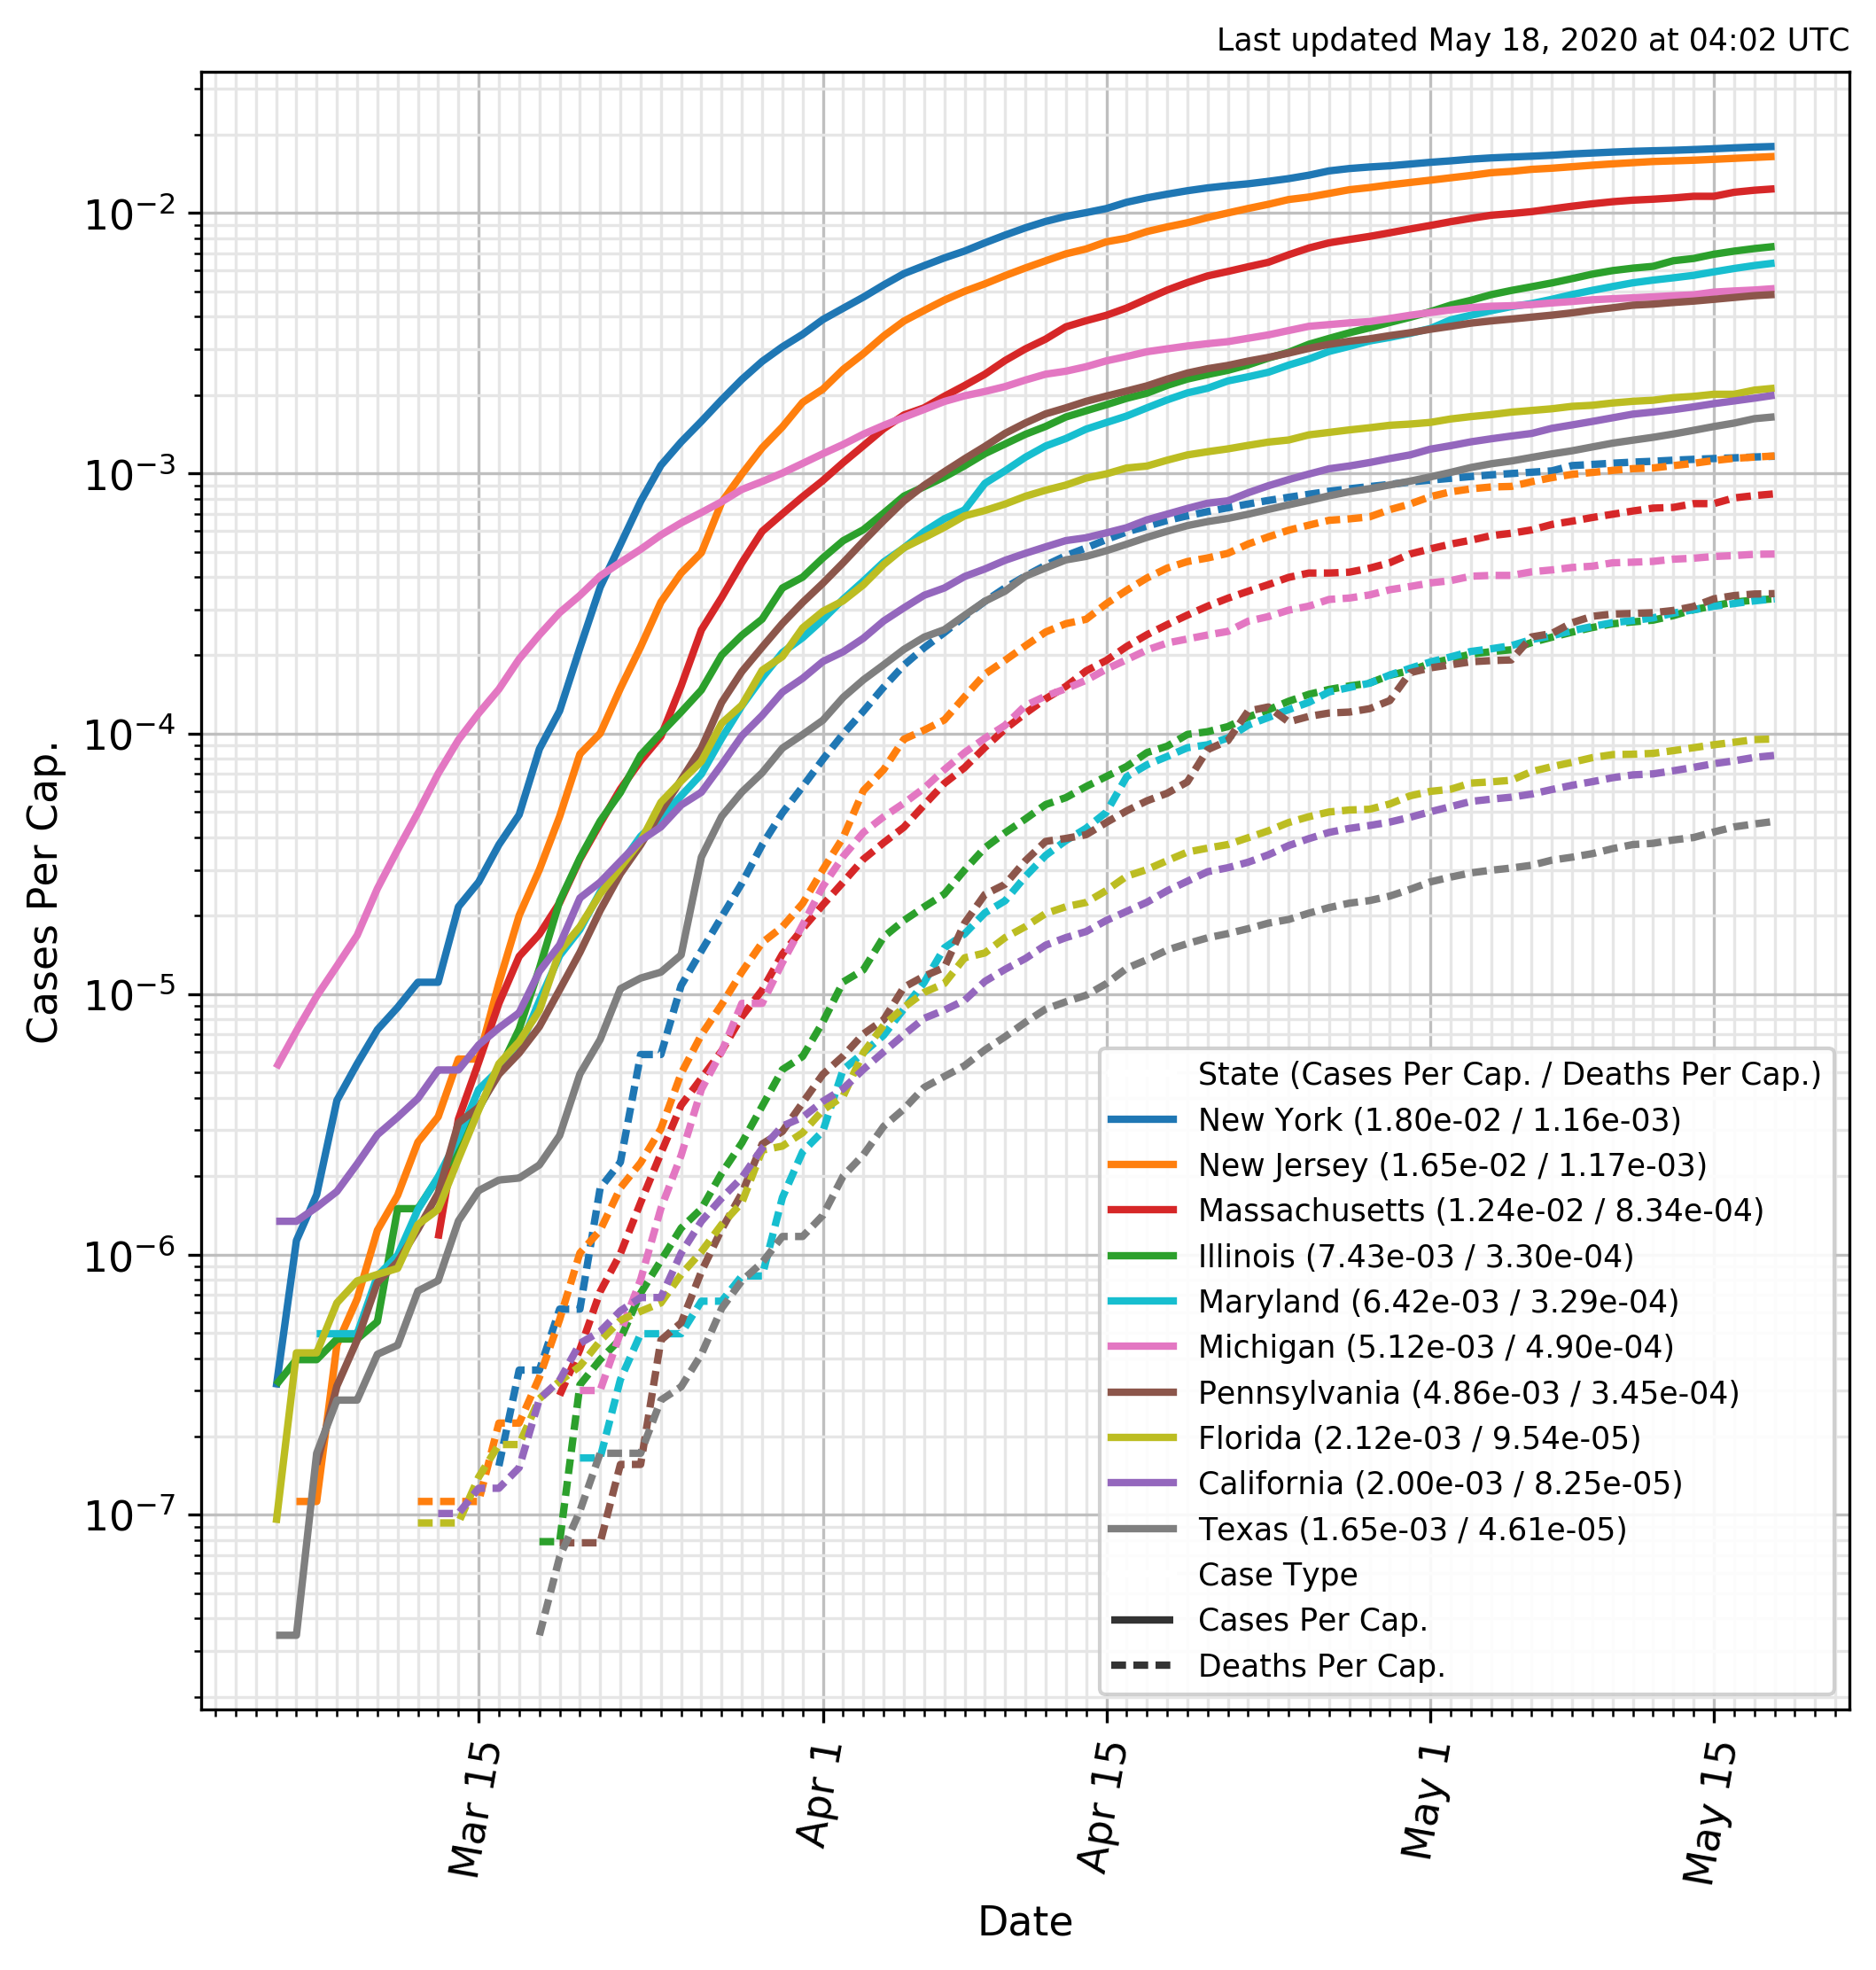 Last updated May 18, 2020 at 04:02 UTC
Cases Per Cap.
10⁻²
10⁻³
10⁻⁴
10⁻⁵
10⁻⁶
10⁻⁷
State (Cases Per Cap. / Deaths Per Cap.)
New York (1.80e-02 / 1.16e-03)
New Jersey (1.65e-02 / 1.17e-03)
Massachusetts (1.24e-02 / 8.34e-04)
Illinois (7.43e-03 / 3.30e-04)
Maryland (6.42e-03 / 3.29e-04)
Michigan (5.12e-03 / 4.90e-04)
Pennsylvania (4.86e-03 / 3.45e-04)
Florida (2.12e-03 / 9.54e-05)
California (2.00e-03 / 8.25e-05)
Texas (1.65e-03 / 4.61e-05)
Case Type
Cases Per Cap.
Deaths Per Cap.
Mar 15
Apr 1
Apr 15
May 1
May 15
Date